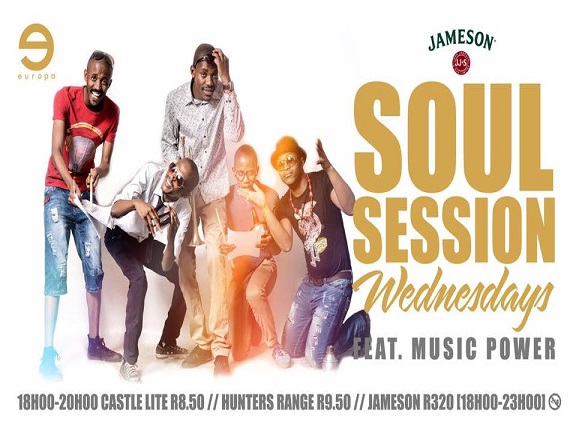 europa
JAMESON
JJ&S
SOUL
SESSION
Wednesdays
FEAT. MUSIC POWER
18H00-20H00 CASTLE LITE R8.50 // HUNTERS RANGE R9.50 // JAMESON R320 [18H00-23H00]